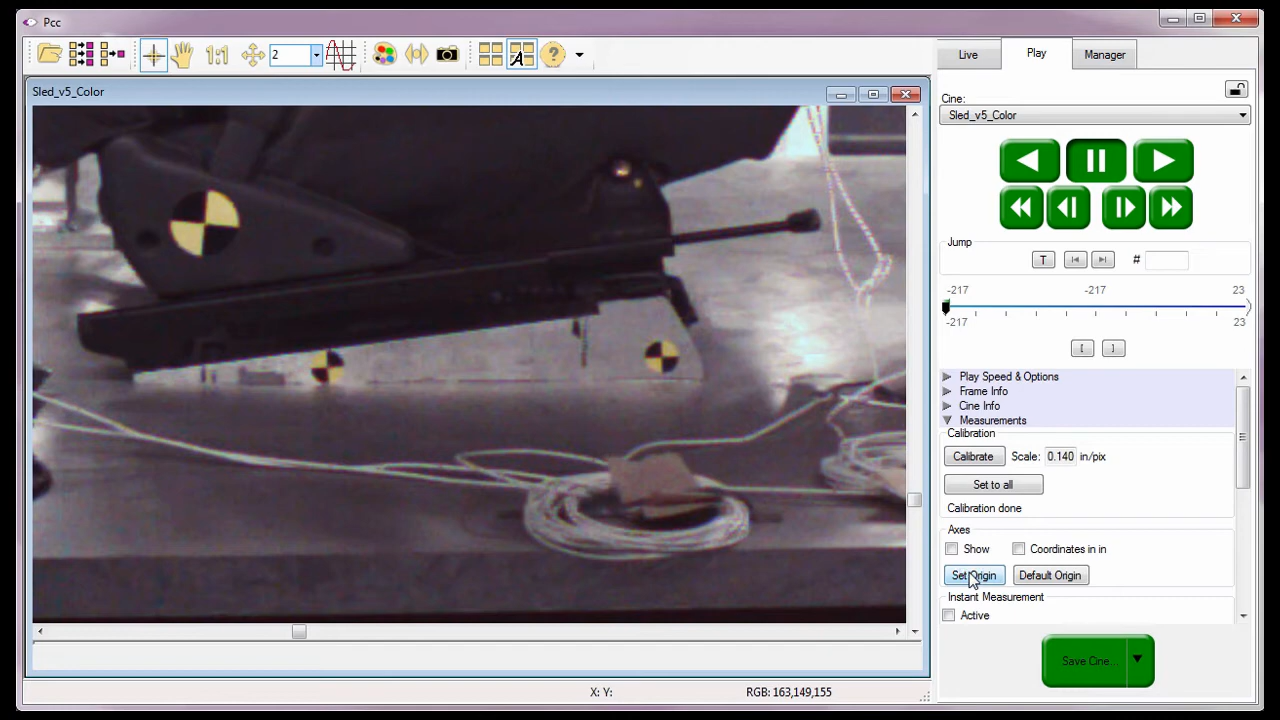 Pcc
1:1
2
A
?
Sled_v5_Color
Live
Play
Manager
Cine:
Sled_v5_Color
Jump
T
#
-217
-217
23
-217
23
[
]
Play Speed & Options
Frame Info
Cine Info
Measurements
Calibration
Calibrate
Scale: 0.140 in/pix
Set to all
Calibration done
Axes
Show
Coordinates in in
Set Origin
Default Origin
Instant Measurement
Active
Save Cine...
X: Y:
RGB: 163,149,155